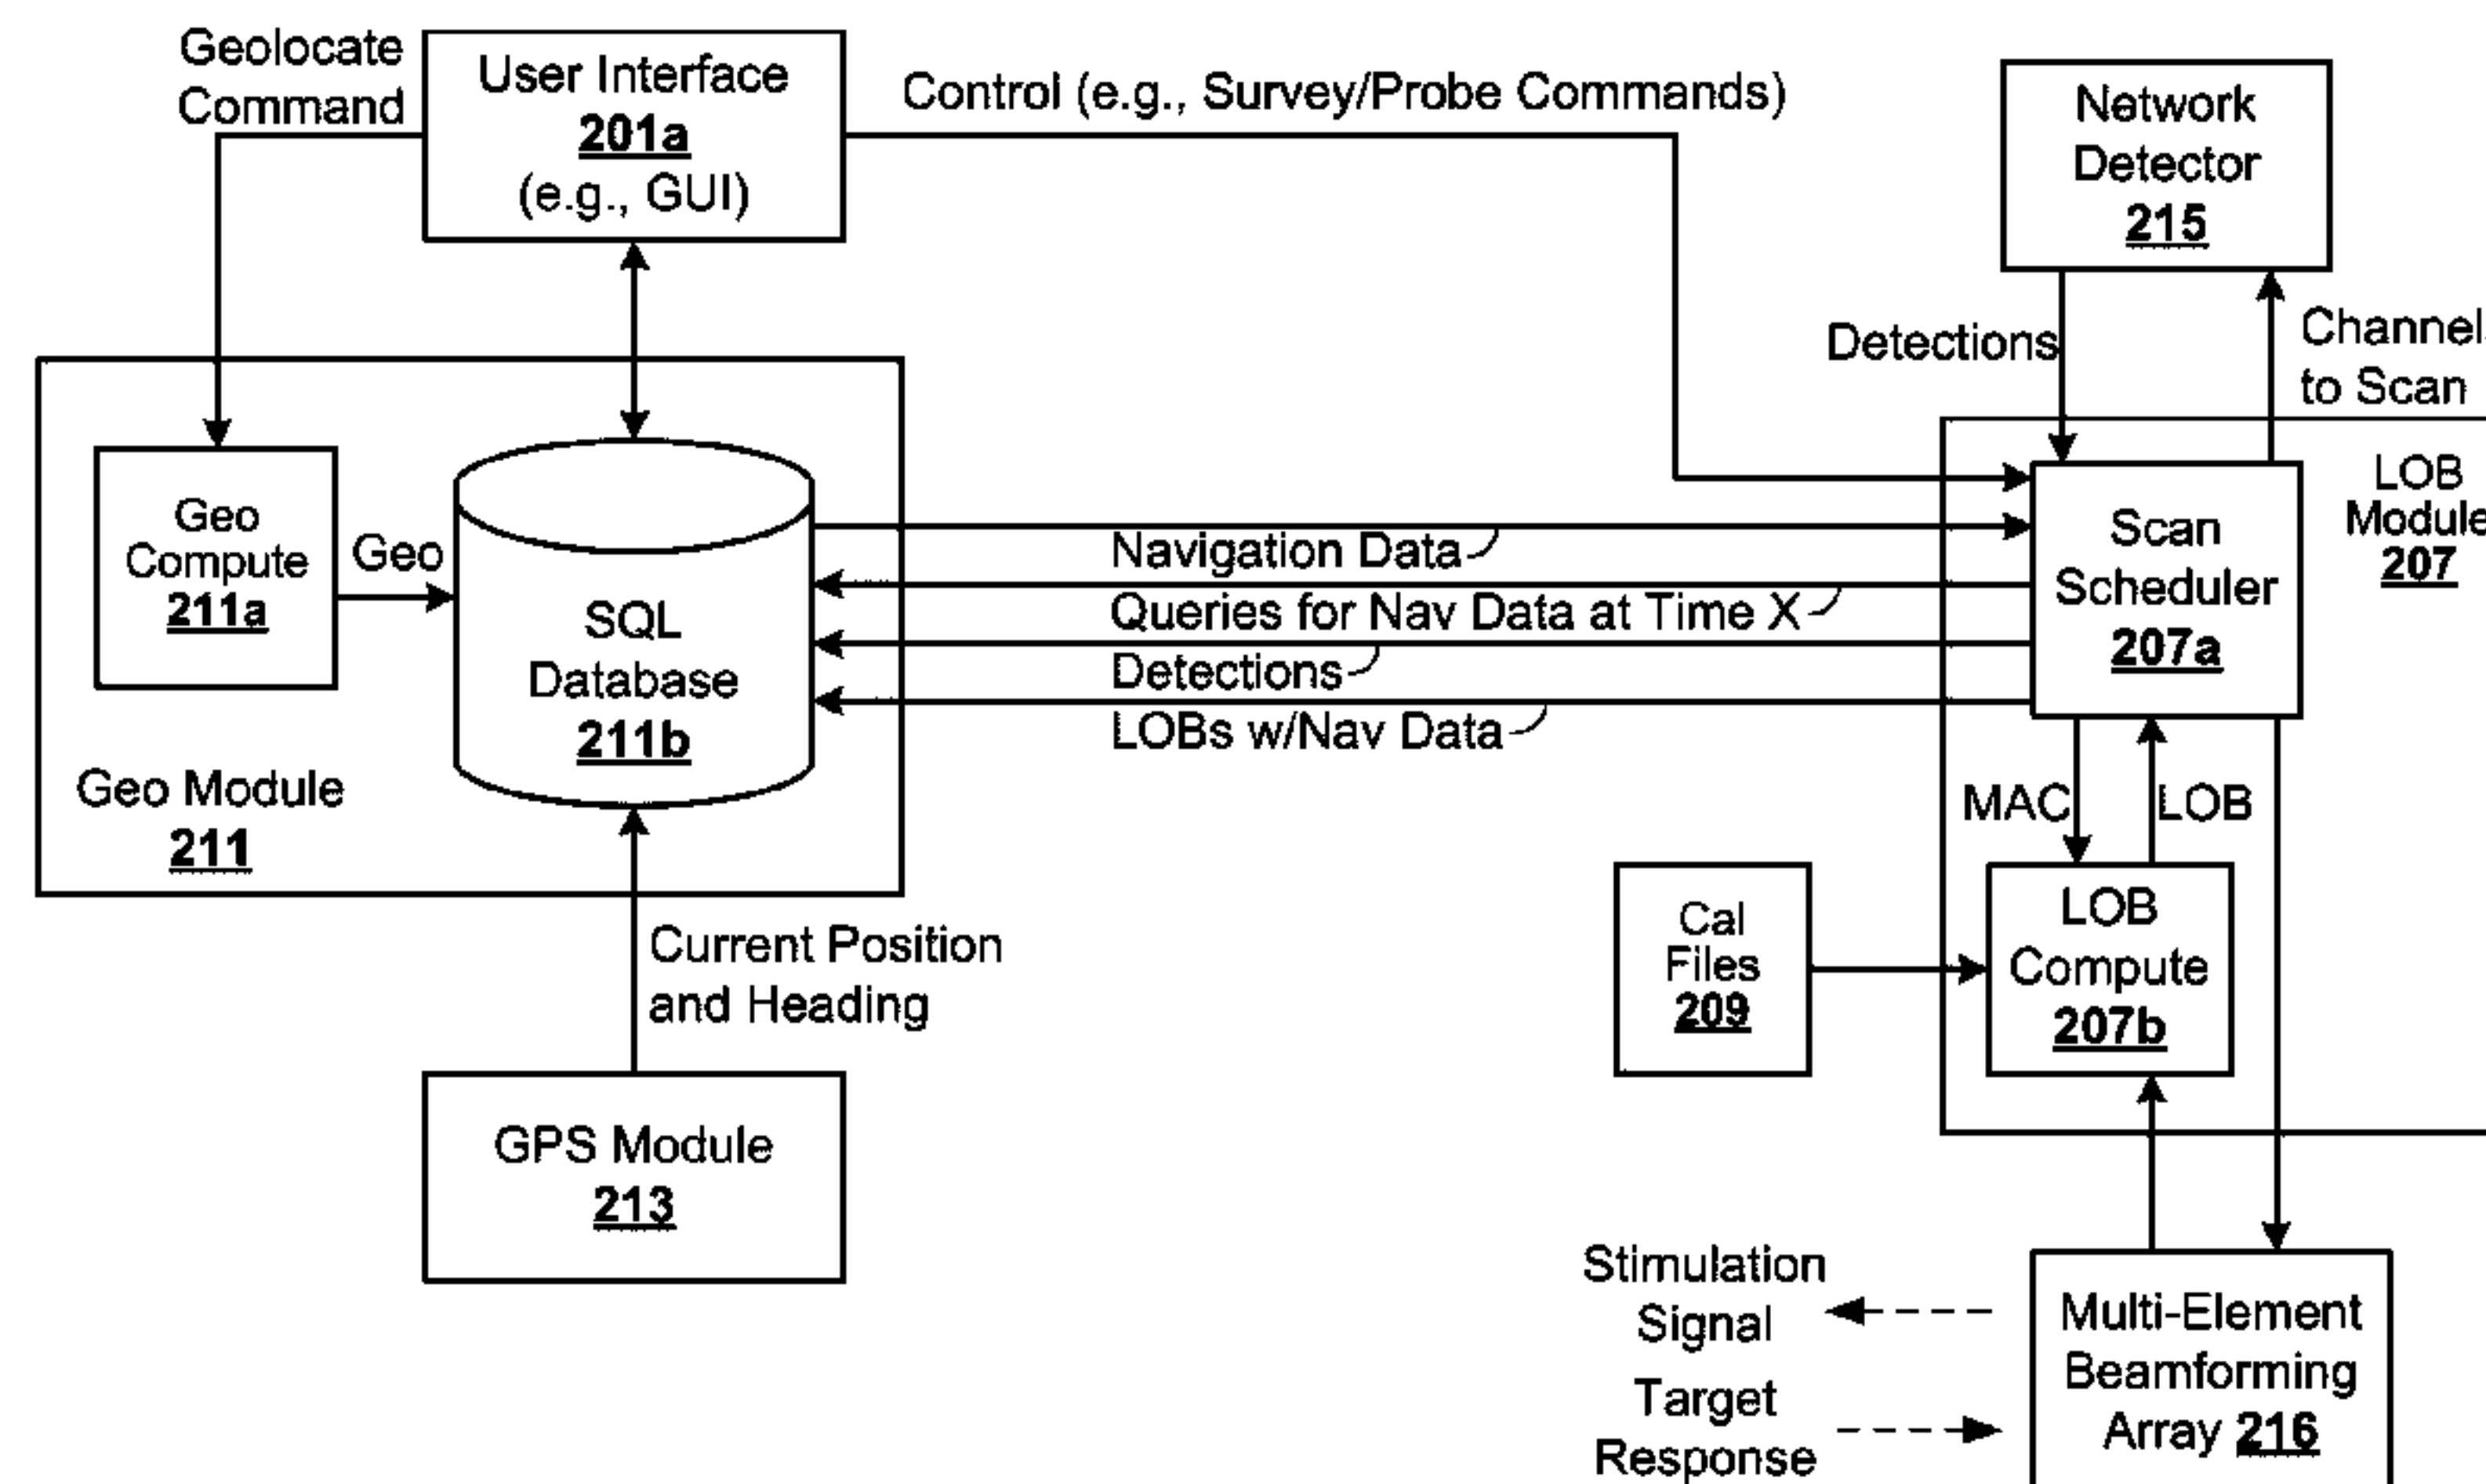 Geolocate
Command
User Interface
201a
(e.g., GUI)
Control (e.g., Survey/Probe Commands)
Network
Detector
215
Detections
Channels
to Scan
Geo
Compute
211a
Geo
SQL
Database
211b
Geo Module
211
Navigation Data
Queries for Nav Data at Time X
Detections
LOBs w/Nav Data
Scan
Scheduler
207a
LOB
Module
207
MAC
LOB
Cal
Files
209
LOB
Compute
207b
Current Position
and Heading
GPS Module
213
Stimulation
Signal
Target
Response
Multi-Element
Beamforming
Array 216